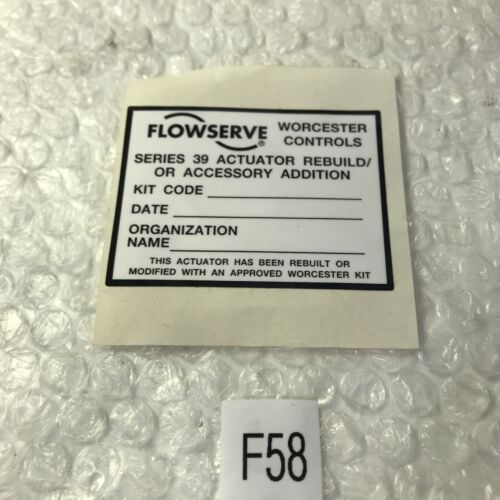 FLOWSERVE® WORCESTER CONTROLS
SERIES 39 ACTUATOR REBUILD/
OR ACCESSORY ADDITION
KIT CODE
DATE
ORGANIZATION
NAME
THIS ACTUATOR HAS BEEN REBUILT OR
MODIFIED WITH AN APPROVED WORCESTER KIT
F58